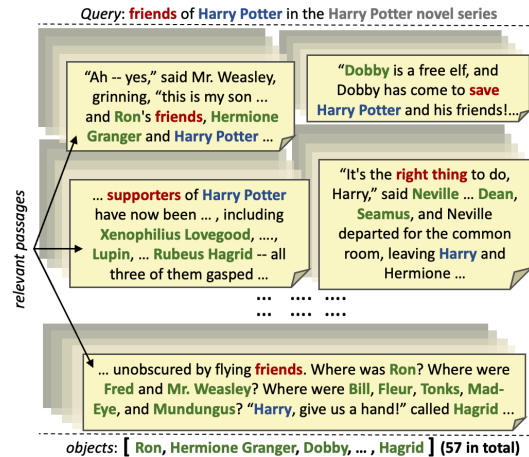 Query: friends of Harry Potter in the Harry Potter novel series
“Ah -- yes,” said Mr. Weasley,
grinning, “this is my son ...
and Ron's friends, Hermione
Granger and Harry Potter ...
“Dobby is a free elf, and
Dobby has come to save
Harry Potter and his friends!...
... supporters of Harry Potter
have now been ... , including
Xenophilius Lovegood, ....,
Lupin, ... Rubeus Hagrid -- all
three of them gasped ...
“It's the right thing to do,
Harry,” said Neville ... Dean,
Seamus, and Neville
departed for the common
room, leaving Harry and
Hermione ...
relevant passages
... .... ....
... .... ....
... unobscured by flying friends. Where was Ron? Where were
Fred and Mr. Weasley? Where were Bill, Fleur, Tonks, Mad-
Eye, and Mundungus? “Harry, give us a hand!” called Hagrid ...
objects: [ Ron, Hermione Granger, Dobby, ... , Hagrid ] (57 in total)